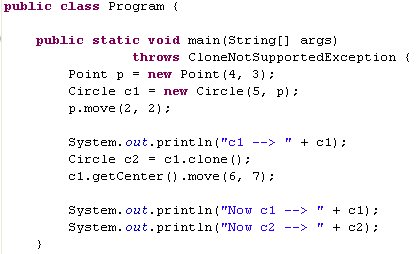 public class Program {
public static void main(String[] args)
throws CloneNotSupportedException {
Point p = new Point(4, 3);
Circle c1 = new Circle(5, p);
p.move(2, 2);
System.out.println("c1 --> " + c1);
Circle c2 = c1.clone();
c1.getCenter().move(6, 7);
System.out.println("Now c1 --> " + c1);
System.out.println("Now c2 --> " + c2);
}